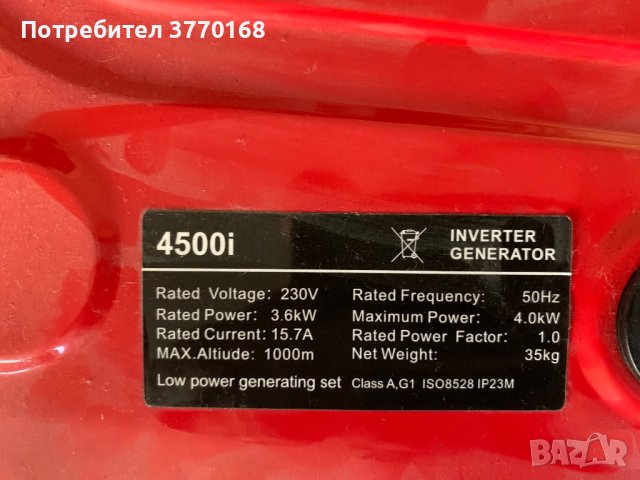 Потребител 3770168
4500i
INVERTER
GENERATOR
Rated Voltage: 230V
Rated Frequency: 50Hz
Rated Power: 3.6kW
Maximum Power: 4.0kW
Rated Current: 15.7A
Rated Power Factor: 1.0
MAX.Altiude: 1000m
Net Weight: 35kg
Low power generating set Class A,G1 ISO8528 IP23M
BAZAR